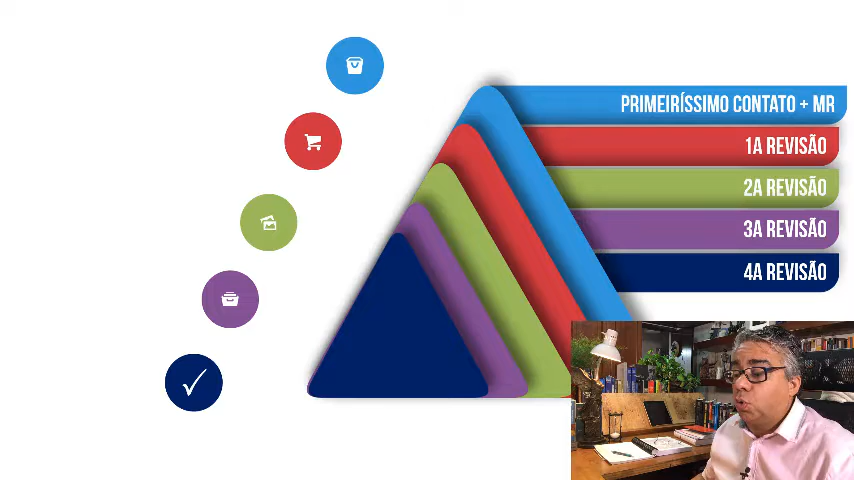 PRIMEIRÍSSIMO CONTATO + MR
1A REVISÃO
2A REVISÃO
3A REVISÃO
4A REVISÃO